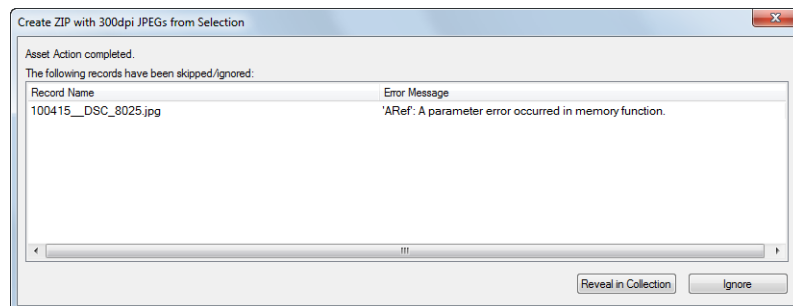 Create ZIP with 300dpi JPEGs from Selection
Asset Action completed.
The following records have been skipped/ignored:
Record Name Error Message
100415__DSC_8025.jpg 'ARef': A parameter error occurred in memory function.
Reveal in Collection Ignore